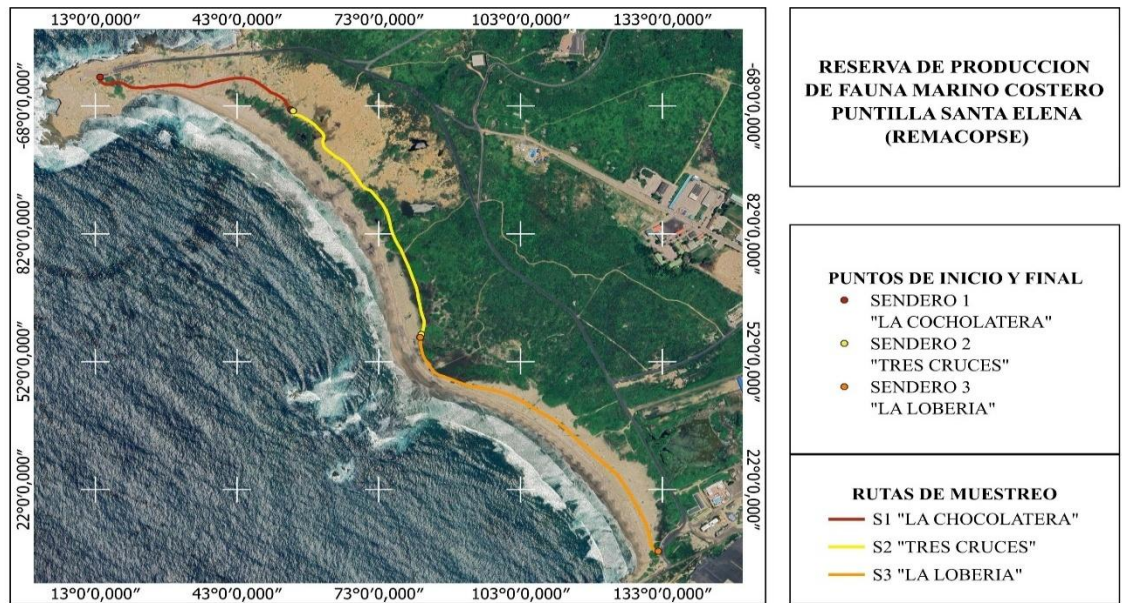 13°0'0,000" 43°0'0,000" 73°0'0,000" 103°0'0,000" 133°0'0,000"
-68°0'0,000"
82°0'0,000"
52°0'0,000"
22°0'0,000"
-68°0'0,000"
82°0'0,000"
52°0'0,000"
22°0'0,000"
13°0'0,000" 43°0'0,000" 73°0'0,000" 103°0'0,000" 133°0'0,000"
RESERVA DE PRODUCCION
DE FAUNA MARINO COSTERO
PUNTILLA SANTA ELENA
(REMACOPSE)
PUNTOS DE INICIO Y FINAL
SENDERO 1
"LA COCHOLATERA"
SENDERO 2
"TRES CRUCES"
SENDERO 3
"LA LOBERIA"
RUTAS DE MUESTREO
S1 "LA CHOCOLATERA"
S2 "TRES CRUCES"
S3 "LA LOBERIA"